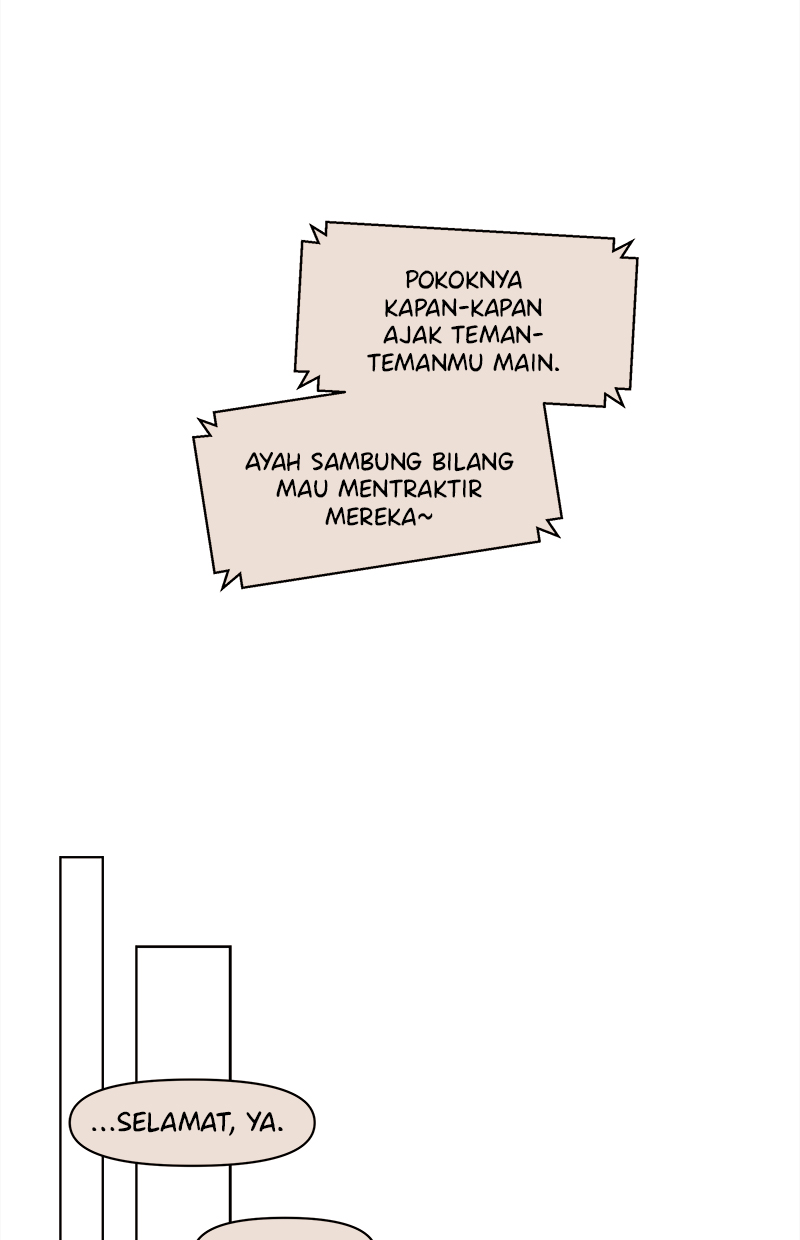 POKOKNYA
KAPAN-KAPAN
AJAK TEMAN-
TEMANMU MAIN.
AYAH SAMBUNG BILANG
MAU MENTRAKTIR
MEREKA~
...SELAMAT, YA.